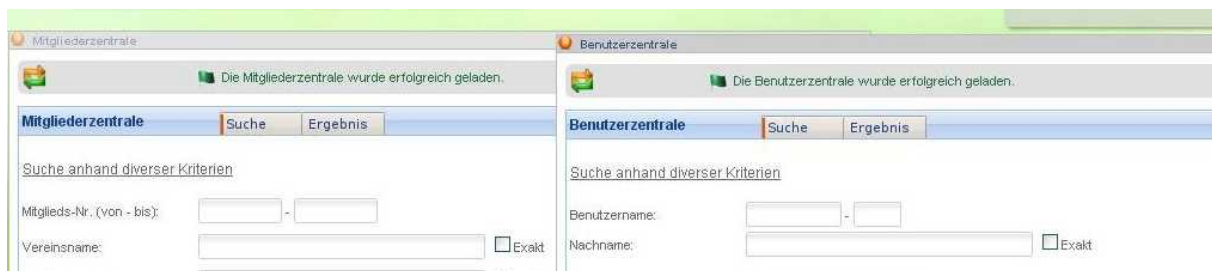 Mitgliederzentrale
Die Mitgliederzentrale wurde erfolgreich geladen.
Mitgliederzentrale Suche Ergebnis
Suche anhand diverser Kriterien
Mitglieds-Nr. (von - bis): -
Vereinsname: Exakt
Benutzerzentrale
Die Benutzerzentrale wurde erfolgreich geladen.
Benutzerzentrale Suche Ergebnis
Suche anhand diverser Kriterien
Benutzername: -
Nachname: Exakt